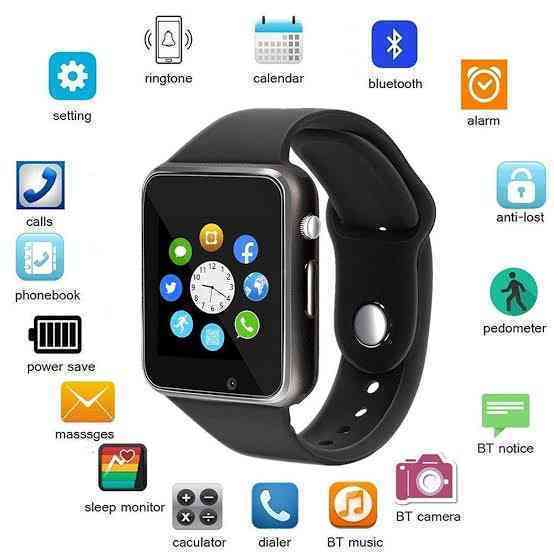 ringtone
calendar
bluetooth
setting
alarm
calls
anti-lost
phonebook
pedometer
power save
masssges
BT notice
sleep monitor
caculator
dialer
BT music
BT camera